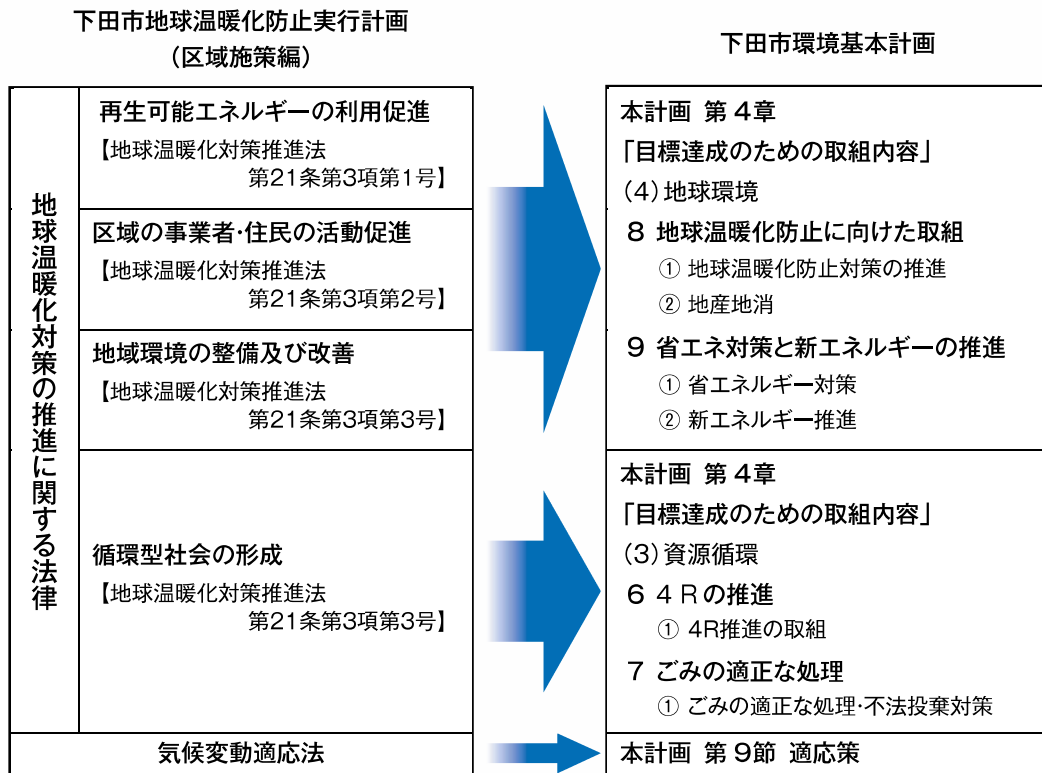 下田市地球温暖化防止実行計画
（区域施策編）
地球温暖化対策の推進に関する法律
再生可能エネルギーの利用促進
【地球温暖化対策推進法
第21条第3項第1号】
区域の事業者・住民の活動促進
【地球温暖化対策推進法
第21条第3項第2号】
地域環境の整備及び改善
【地球温暖化対策推進法
第21条第3項第3号】
循環型社会の形成
【地球温暖化対策推進法
第21条第3項第3号】
気候変動適応法
下田市環境基本計画
本計画 第４章
「目標達成のための取組内容」
（4）地球環境
８ 地球温暖化防止に向けた取組
① 地球温暖化防止対策の推進
② 地産地消
９ 省エネ対策と新エネルギーの推進
① 省エネルギー対策
② 新エネルギー推進
本計画 第４章
「目標達成のための取組内容」
（3）資源循環
６ ４Ｒの推進
① 4R推進の取組
７ ごみの適正な処理
① ごみの適正な処理・不法投棄対策
本計画 第９節 適応策